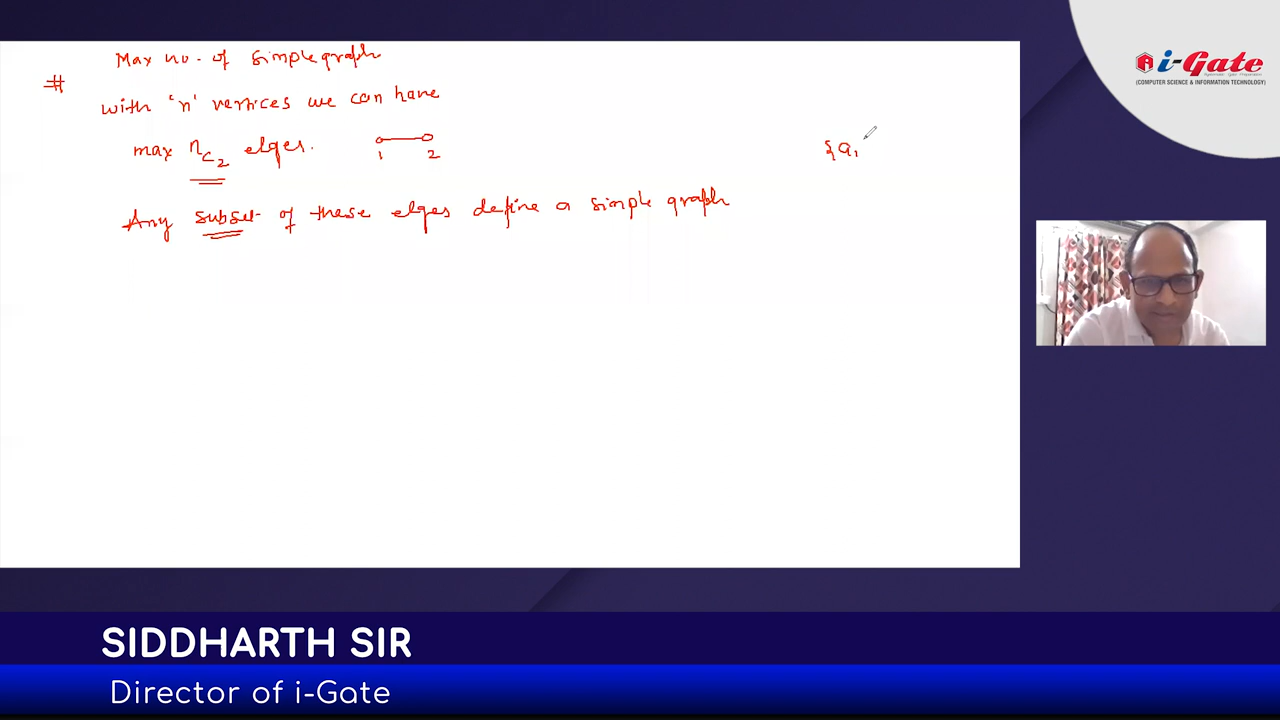 Max no. of simple graph
#
with 'n' vertices we can have
max nC2 edges.
1 2
{a,
Any subset of these edges define a simple graph
i-Gate
(COMPUTER SCIENCE & INFORMATION TECHNOLOGY)
SIDDHARTH SIR
Director of i-Gate